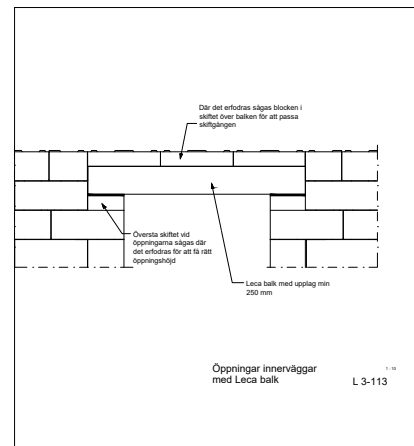 Där det erfodras sågas blocken i
skiftet över balken för att passa
skiftgången
Översta skiftet vid
öppningarna sågas där
det erfodras för att få rätt
öppningshöjd
Leca balk med upplag min
250 mm
Öppningar innerväggar
med Leca balk
1 : 10
L 3-113